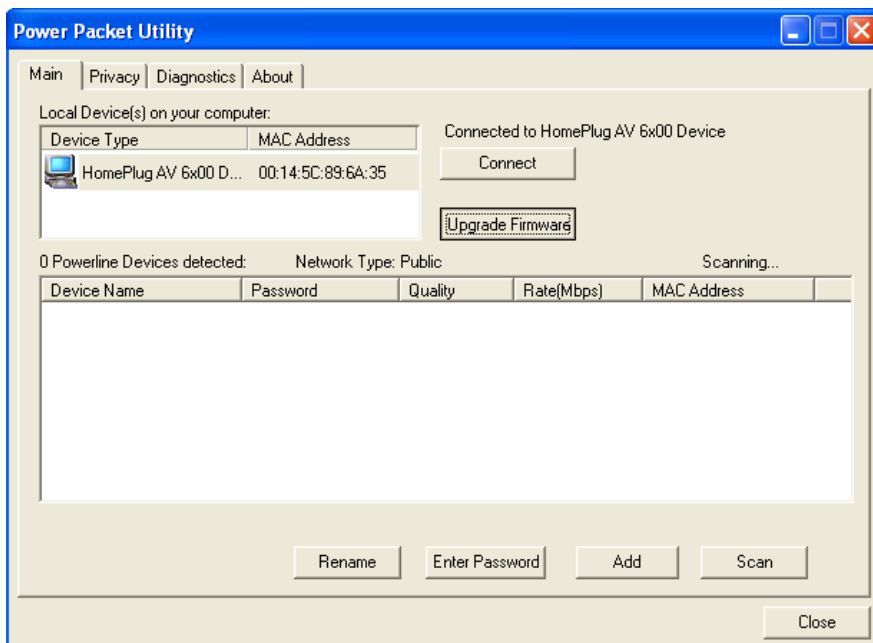 Power Packet Utility
Main Privacy Diagnostics About
Local Device(s) on your computer:
Device Type MAC Address
HomePlug AV 6x00 D... 00:14:5C:89:6A:35
Connected to HomePlug AV 6x00 Device
Connect
Upgrade Firmware
0 Powerline Devices detected: Network Type: Public Scanning...
Device Name Password Quality Rate(Mbps) MAC Address
Rename Enter Password Add Scan
Close